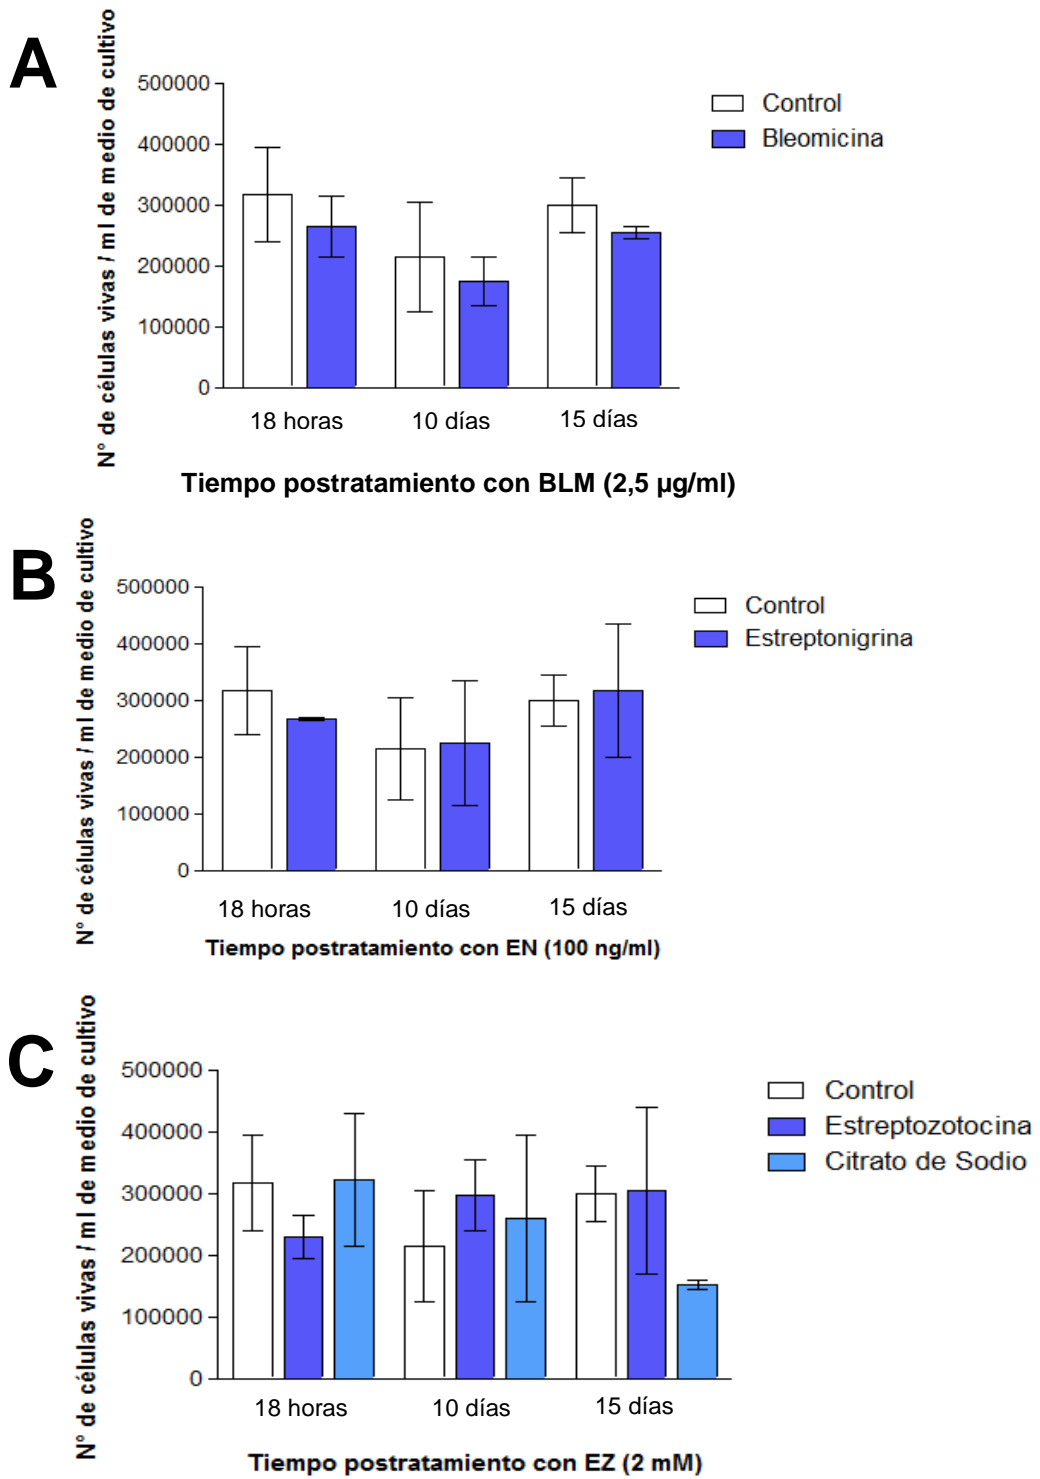 A
N° de células vivas / ml de medio de cultivo
500000
400000
300000
200000
100000
0
Control
Bleomicina
18 horas
10 días
15 días
Tiempo postratamiento con BLM (2,5 µg/ml)
B
N° de células vivas / ml de medio de cultivo
500000
400000
300000
200000
100000
0
Control
Estreptonigrina
18 horas
10 días
15 días
Tiempo postratamiento con EN (100 ng/ml)
C
N° de células vivas / ml de medio de cultivo
500000
400000
300000
200000
100000
0
Control
Estreptozotocina
Citrato de Sodio
18 horas
10 días
15 días
Tiempo postratamiento con EZ (2 mM)